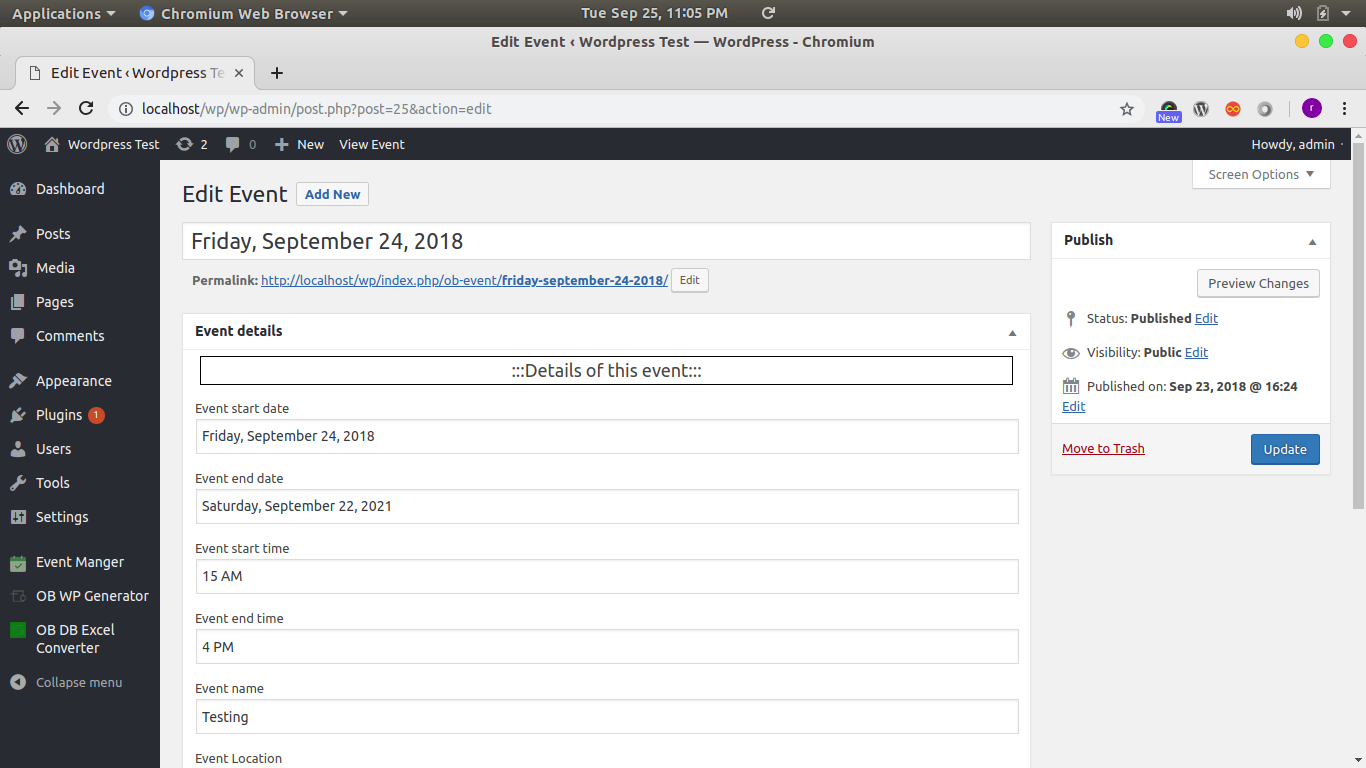 Applications Chromium Web Browser Tue Sep 25, 11:05 PM
Edit Event ‹ Wordpress Test — WordPress - Chromium
Edit Event ‹ Wordpress Te
localhost/wp/wp-admin/post.php?post=25&action=edit
New
r
Wordpress Test 2 0 New View Event Howdy, admin
Screen Options
Dashboard
Posts
Media
Pages
Comments
Appearance
Plugins 1
Users
Tools
Settings
Event Manger
OB WP Generator
OB DB Excel
Converter
Collapse menu
Edit Event Add New
Friday, September 24, 2018
Permalink: http://localhost/wp/index.php/ob-event/friday-september-24-2018/ Edit
Event details
:::Details of this event:::
Event start date
Friday, September 24, 2018
Event end date
Saturday, September 22, 2021
Event start time
15 AM
Event end time
4 PM
Event name
Testing
Event Location
Publish
Preview Changes
Status: Published Edit
Visibility: Public Edit
Published on: Sep 23, 2018 @ 16:24
Edit
Move to Trash Update